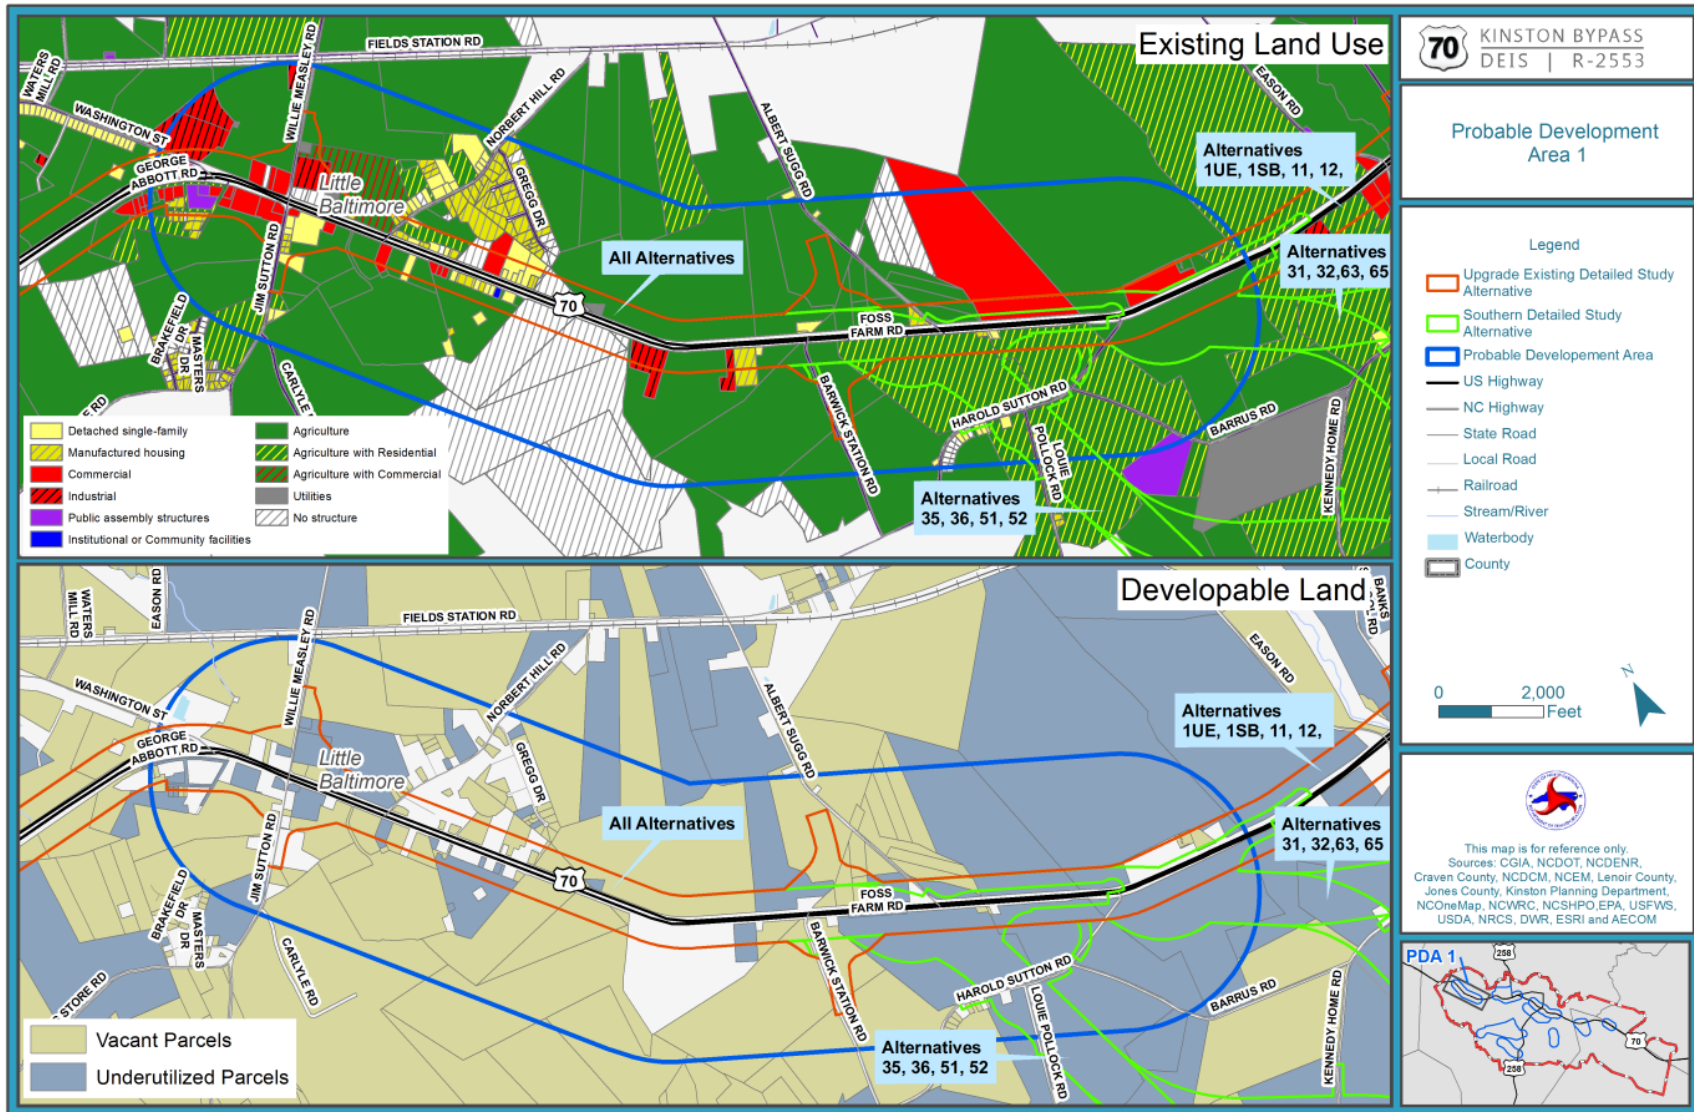 Existing Land Use
FIELDS STATION RD
WATERS
MILL RD
WILLIE MEASLEY RD
NORBERT HILL RD
WASHINGTON ST
GEORGE
ABBOTT RD
Little
Baltimore
GREGG DR
ALBERT SUGG RD
EASON RD
Alternatives
1UE, 1SB, 11, 12,
All Alternatives
Alternatives
31, 32,63, 65
JIM SUTTON RD
70
FOSS
FARM RD
BRAKEFIELD
DR
MASTERS
DR
CARLYLE
E RD
BARWICK STATION RD
HAROLD SUTTON RD
LOUIE
POLLOCK RD
BARRUS RD
KENNEDY HOME RD
Alternatives
35, 36, 51, 52
Detached single-family
Manufactured housing
Commercial
Industrial
Public assembly structures
Institutional or Community facilities
Agriculture
Agriculture with Residential
Agriculture with Commercial
Utilities
No structure
Developable Land
WATERS
MILL RD
EASON RD
FIELDS STATION RD
WILLIE MEASLEY RD
NORBERT HILL RD
WASHINGTON ST
GEORGE
ABBOTT RD
Little
Baltimore
GREGG DR
ALBERT SUGG RD
EASON RD
BANKS
RD
Alternatives
1UE, 1SB, 11, 12,
All Alternatives
Alternatives
31, 32,63, 65
JIM SUTTON RD
70
FOSS
FARM RD
BRAKEFIELD
DR
MASTERS
DR
CARLYLE RD
STORE RD
BARWICK STATION RD
HAROLD SUTTON RD
LOUIE POLLOCK RD
BARRUS RD
KENNEDY HOME RD
Alternatives
35, 36, 51, 52
Vacant Parcels
Underutilized Parcels
70
KINSTON BYPASS
DEIS | R-2553
Probable Development
Area 1
Legend
Upgrade Existing Detailed Study
Alternative
Southern Detailed Study
Alternative
Probable Developement Area
US Highway
NC Highway
State Road
Local Road
Railroad
Stream/River
Waterbody
County
N
0 2,000
Feet
This map is for reference only.
Sources: CGIA, NCDOT, NCDENR,
Craven County, NCDCM, NCEM, Lenoir County,
Jones County, Kinston Planning Department,
NCOneMap, NCWRC, NCSHPO,EPA, USFWS,
USDA, NRCS, DWR, ESRI and AECOM
PDA 1
258
70
258